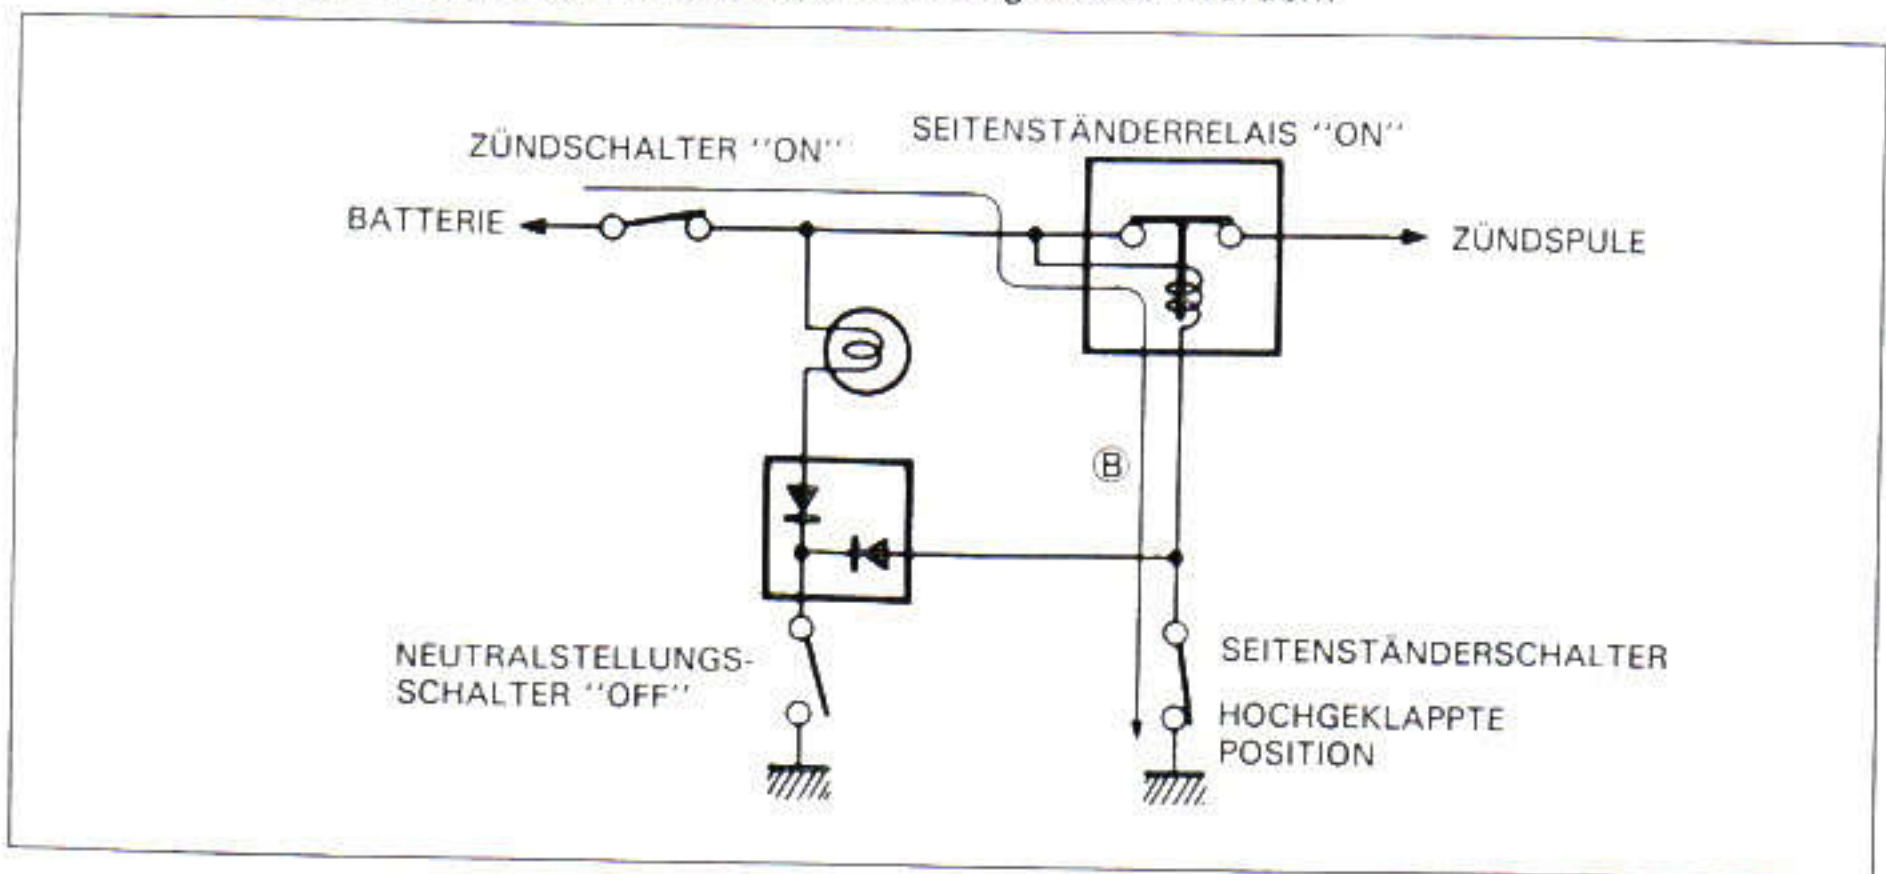 ZÜNDSCHALTER ''ON''
SEITENSTÄNDERRELAIS ''ON''
BATTERIE
ZÜNDSPULE
B
NEUTRALSTELLUNGS-
SCHALTER ''OFF''
SEITENSTÄNDERSCHALTER
HOCHGEKLAPPTE
POSITION